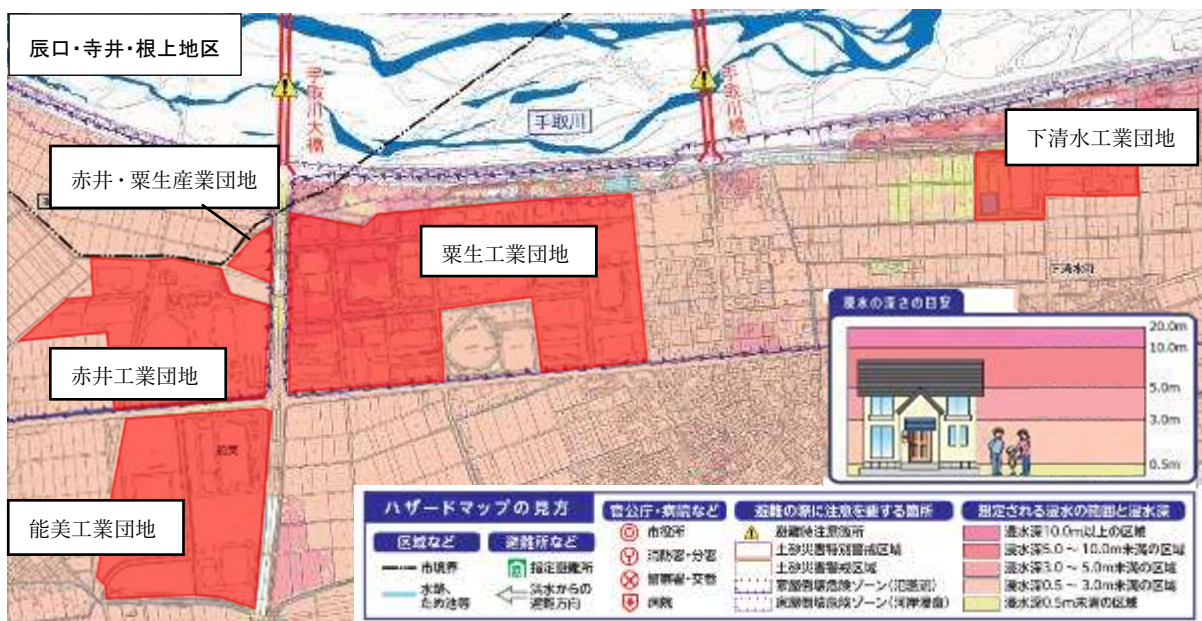 辰口・寺井・根上地区
手取川大橋
手取川橋
手取川
下清水工業団地
赤井・粟生産業団地
粟生工業団地
下清水町
赤井工業団地
能美工業団地
浸水の深さの目安
20.0m
10.0m
5.0m
3.0m
0.5m
ハザードマップの見方
区域など
市境界
水路、
ため池等
避難所など
指定避難所
洪水からの
避難方向
官公庁・病院など
市役所
消防署・分署
警察署・交番
病院
避難の際に注意を要する箇所
避難時注意箇所
土砂災害特別警戒区域
土砂災害警戒区域
家屋倒壊危険ゾーン(氾濫流)
家屋倒壊危険ゾーン(河岸侵食)
想定される浸水の範囲と浸水深
浸水深10.0m以上の区域
浸水深5.0～10.0m未満の区域
浸水深3.0～5.0m未満の区域
浸水深0.5～3.0m未満の区域
浸水深0.5m未満の区域